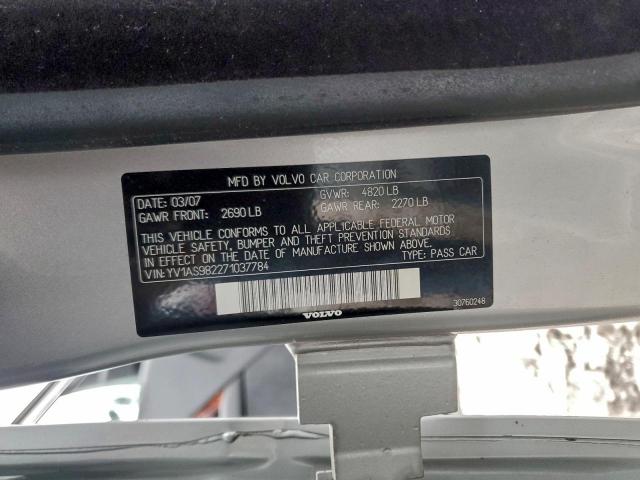 MFD BY VOLVO CAR CORPORATION
DATE: 03/07 GVWR: 4820 LB
GAWR FRONT: 2690 LB GAWR REAR: 2270 LB
THIS VEHICLE CONFORMS TO ALL APPLICABLE FEDERAL MOTOR
VEHICLE SAFETY, BUMPER AND THEFT PREVENTION STANDARDS
IN EFFECT ON THE DATE OF MANUFACTURE SHOWN ABOVE.
VIN: YV1AS982271037784 TYPE: PASS CAR
30760248
VOLVO